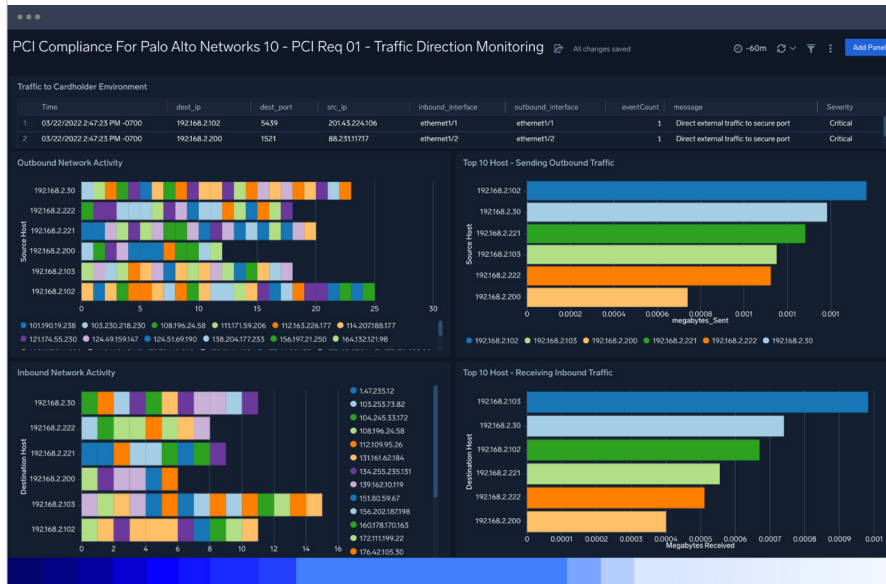 PCI Compliance For Palo Alto Networks 10 - PCI Req 01 - Traffic Direction Monitoring All changes saved -60m Add Panel
Traffic to Cardholder Environment
Time dest_ip dest_port src_ip inbound_interface outbound_interface eventCount message Severity
1 03/22/2022 2:47:23 PM -0700 192.168.2.102 5439 201.43.224.106 ethernet1/1 ethernet1/1 1 Direct external traffic to secure port Critical
2 03/22/2022 2:47:23 PM -0700 192.168.2.200 1521 88.231.117.17 ethernet1/2 ethernet1/2 1 Direct external traffic to secure port Critical
Outbound Network Activity
Source Host
192.168.2.30
192.168.2.222
192.168.2.221
192.168.2.200
192.168.2.103
192.168.2.102
0 5 10 15 20 25 30
101.190.19.238 103.230.218.230 108.196.24.58 111.171.59.206 112.163.226.177 114.207.188.177
121.174.55.230 124.49.159.147 124.51.69.190 138.204.177.233 156.197.21.250 164.132.121.98
Top 10 Host - Sending Outbound Traffic
Source Host
192.168.2.102
192.168.2.30
192.168.2.221
192.168.2.103
192.168.2.222
192.168.2.200
0 0.0002 0.0004 0.0006 0.0008 0.001 0.001 0.001
megabytes_Sent
192.168.2.102 192.168.2.103 192.168.2.200 192.168.2.221 192.168.2.222 192.168.2.30
Inbound Network Activity
Destination Host
192.168.2.30
192.168.2.222
192.168.2.221
192.168.2.200
192.168.2.103
192.168.2.102
0 2 4 6 8 10 12 14 16
1.47.235.12
103.253.73.82
104.245.33.172
108.196.24.58
112.109.95.26
131.161.62.184
134.255.235.131
139.162.10.119
151.80.59.67
156.202.187.198
160.178.170.163
172.111.199.22
176.42.105.30
Top 10 Host - Receiving Inbound Traffic
Destination Host
192.168.2.103
192.168.2.30
192.168.2.102
192.168.2.221
192.168.2.222
192.168.2.200
0 0.0001 0.0002 0.0003 0.0004 0.0005 0.0006 0.0007 0.0008 0.0009 0.001
Megabytes Received